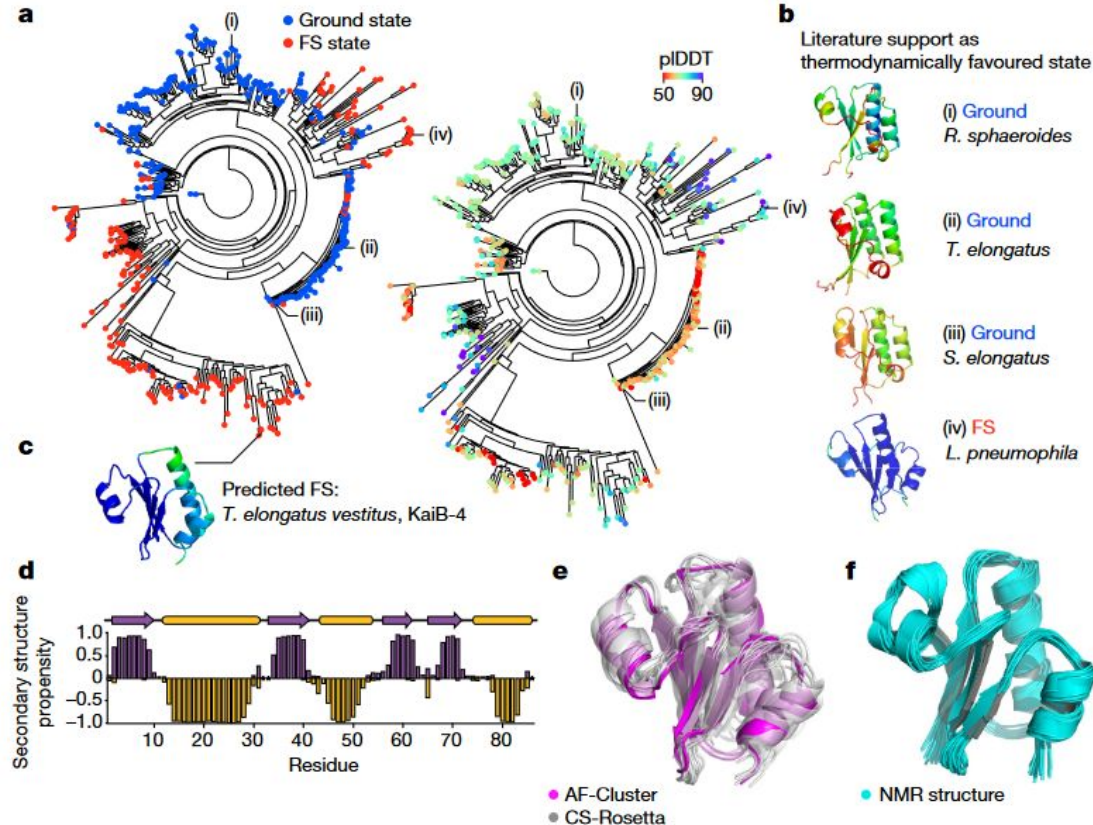 a
Ground state
FS state
(i)
(iv)
(ii)
(iii)
plDDT
50 90
(i)
(iv)
(ii)
(iii)
b
Literature support as
thermodynamically favoured state
(i) Ground
R. sphaeroides
(ii) Ground
T. elongatus
(iii) Ground
S. elongatus
(iv) FS
L. pneumophila
c
Predicted FS:
T. elongatus vestitus, KaiB-4
d
Secondary structure
propensity
1.0
0.5
0
−0.5
−1.0
10 20 30 40 50 60 70 80
Residue
e
AF-Cluster
CS-Rosetta
f
NMR structure